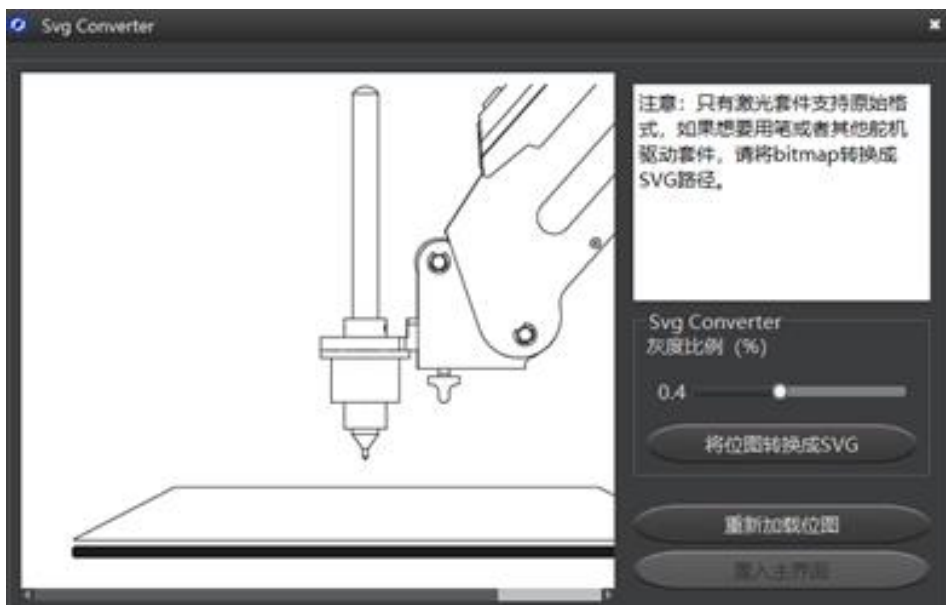 Svg Converter
注意：只有激光套件支持原始格
式，如果想要用笔或者其他舵机
驱动套件，请将bitmap转换成
SVG路径。
Svg Converter
灰度比例（%）
0.4
将位图转换成SVG
重新加载位图
置入主界面